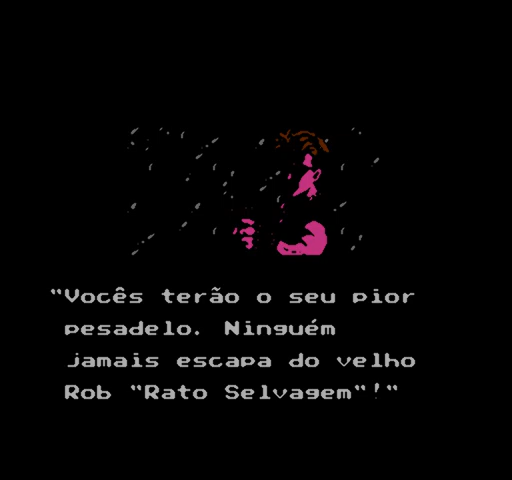 "Vocês terão o seu pior
pesadelo. Ninguém
jamais escapa do velho
Rob "Rato Selvagem"!"